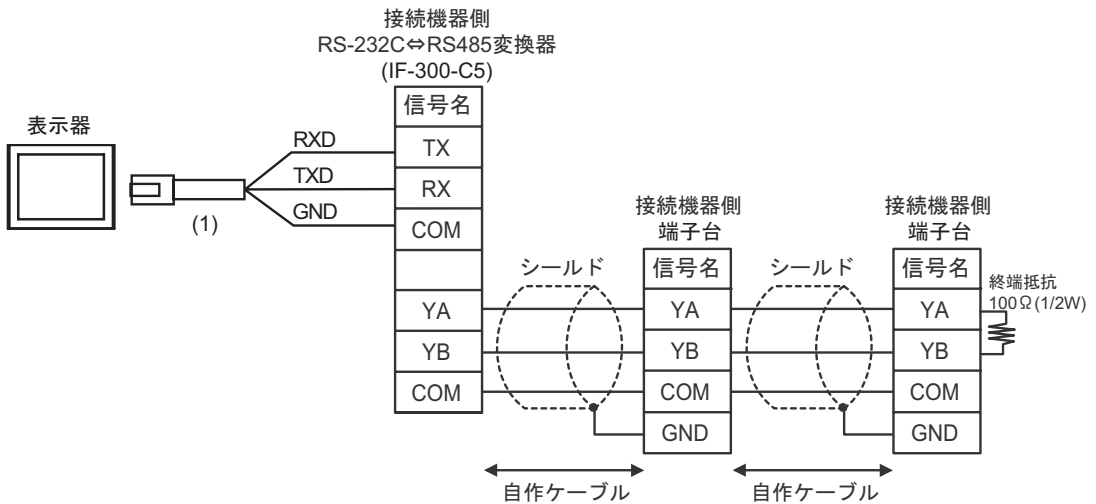 接続機器側
RS-232C⇔RS485変換器
(IF-300-C5)
信号名
表示器
RXD
TX
TXD
RX
(1)
GND
COM
接続機器側
端子台
接続機器側
端子台
シールド
信号名
シールド
信号名
終端抵抗
100Ω(1/2W)
YA
YA
YA
YB
YB
YB
COM
COM
COM
GND
GND
自作ケーブル
自作ケーブル